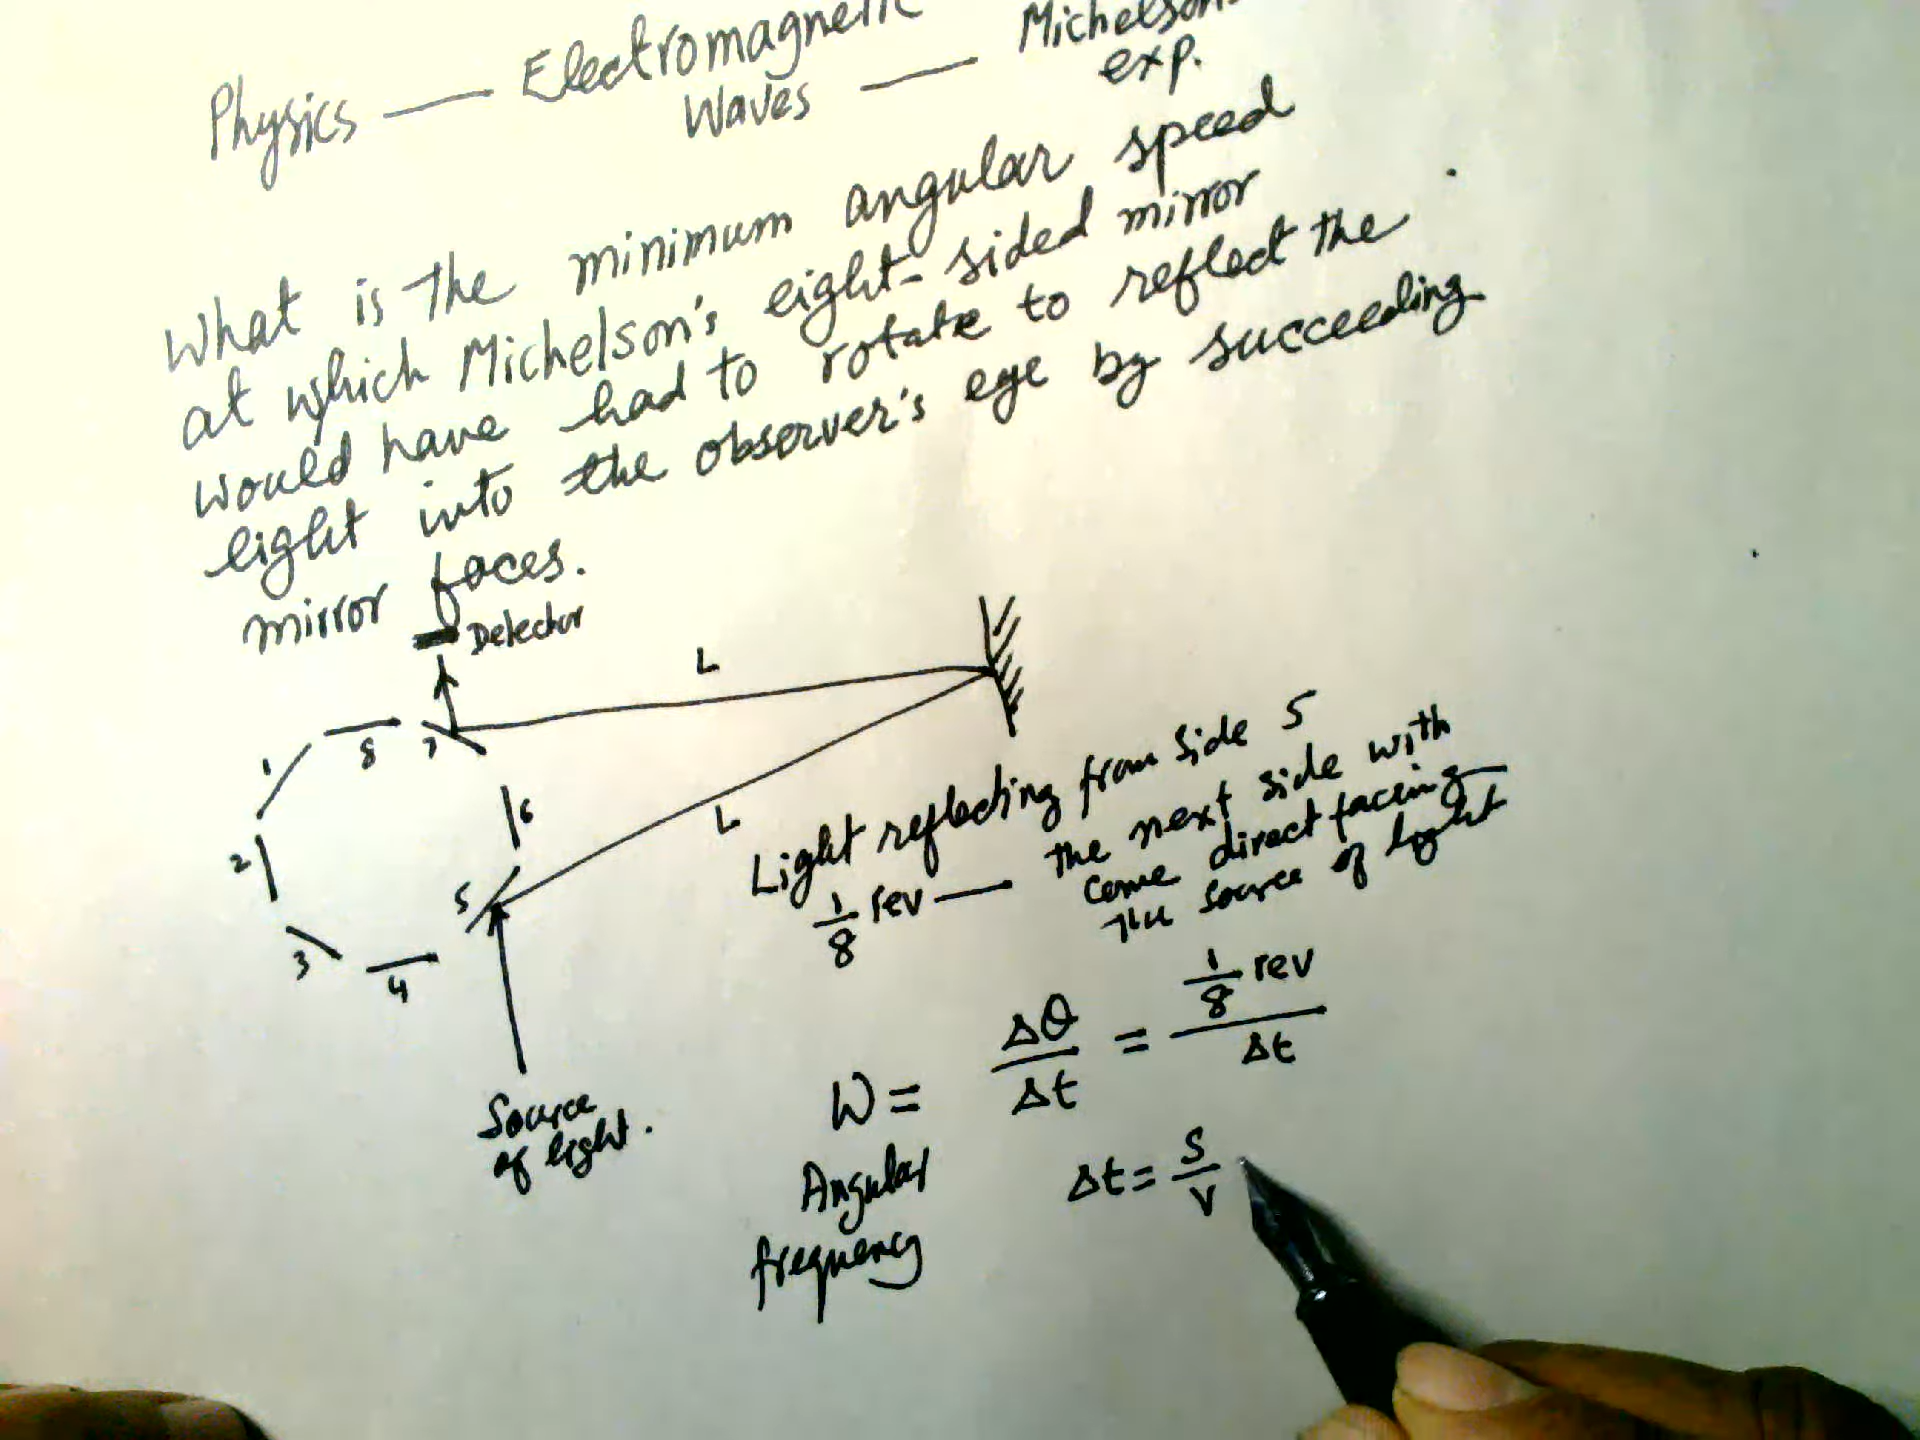 Physics — Electromagnetic Waves — Michelson's exp.
What is the minimum angular speed
at which Michelson's eight-sided mirror
would have had to rotate to reflect the
light into the observer's eye by succeeding
mirror faces.
Detector
L
L
1
8
7
6
2
5
3
4
Source
of light.
Light reflecting from side 5
1/8 rev — the next side with
come direct facing
the source of light
W = Δθ/Δt = 1/8 rev/Δt
Angular
frequency
Δt = S/V